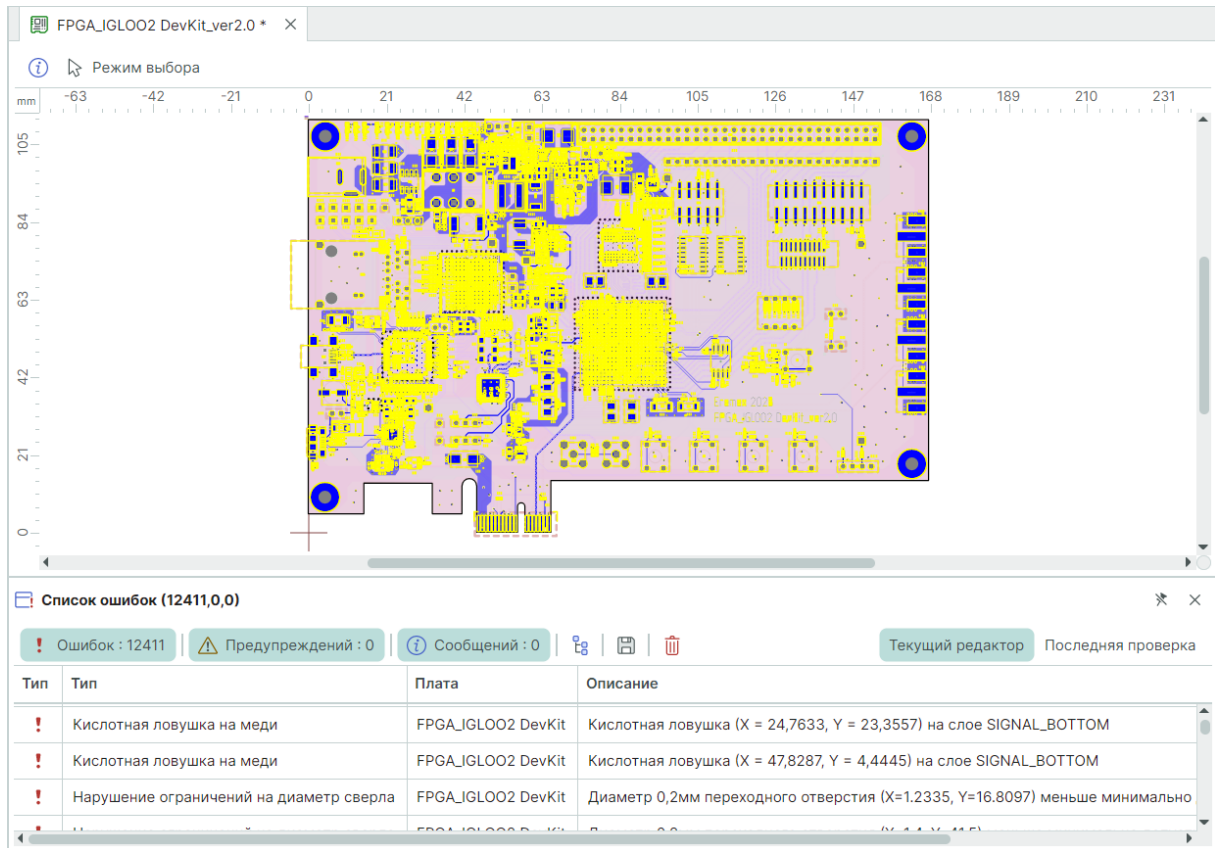 FPGA_IGLOO2 DevKit_ver2.0 *
Режим выбора
mm -63 -42 -21 0 21 42 63 84 105 126 147 168 189 210 231
105
84
63
42
21
0
FPGA_IGLOO2 DevKit_ver2.0
Список ошибок (12411,0,0)
Ошибок : 12411 Предупреждений : 0 Сообщений : 0 Текущий редактор Последняя проверка
Тип Тип Плата Описание
Кислотная ловушка на меди FPGA_IGLOO2 DevKit Кислотная ловушка (X = 24,7633, Y = 23,3557) на слое SIGNAL_BOTTOM
Кислотная ловушка на меди FPGA_IGLOO2 DevKit Кислотная ловушка (X = 47,8287, Y = 4,4445) на слое SIGNAL_BOTTOM
Нарушение ограничений на диаметр сверла FPGA_IGLOO2 DevKit Диаметр 0,2мм переходного отверстия (X=1.2335, Y=16.8097) меньше минимально